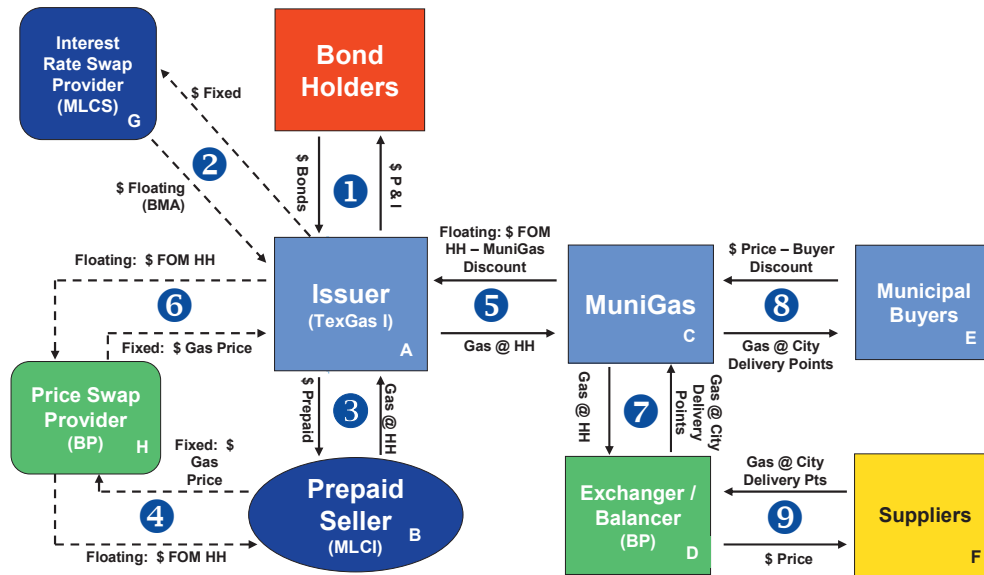 Interest
Rate Swap
Provider
(MLCS)
G
Bond
Holders
$ Fixed
2
$ Floating
(BMA)
$ Bonds
1
$ P & I
Floating: $ FOM HH
6
Fixed: $ Gas Price
Issuer
(TexGas I)
A
Floating: $ FOM
HH – MuniGas
Discount
5
Gas @ HH
MuniGas
C
$ Price – Buyer
Discount
8
Gas @ City
Delivery Points
Municipal
Buyers
E
Price Swap
Provider
(BP)
H
$ Prepaid
3
Gas @ HH
Gas @ HH
7
Gas @ City
Delivery
Points
Fixed: $
Gas
Price
4
Floating: $ FOM HH
Prepaid
Seller
(MLCI)
B
Exchanger /
Balancer
(BP)
D
Gas @ City
Delivery Pts
9
$ Price
Suppliers
F